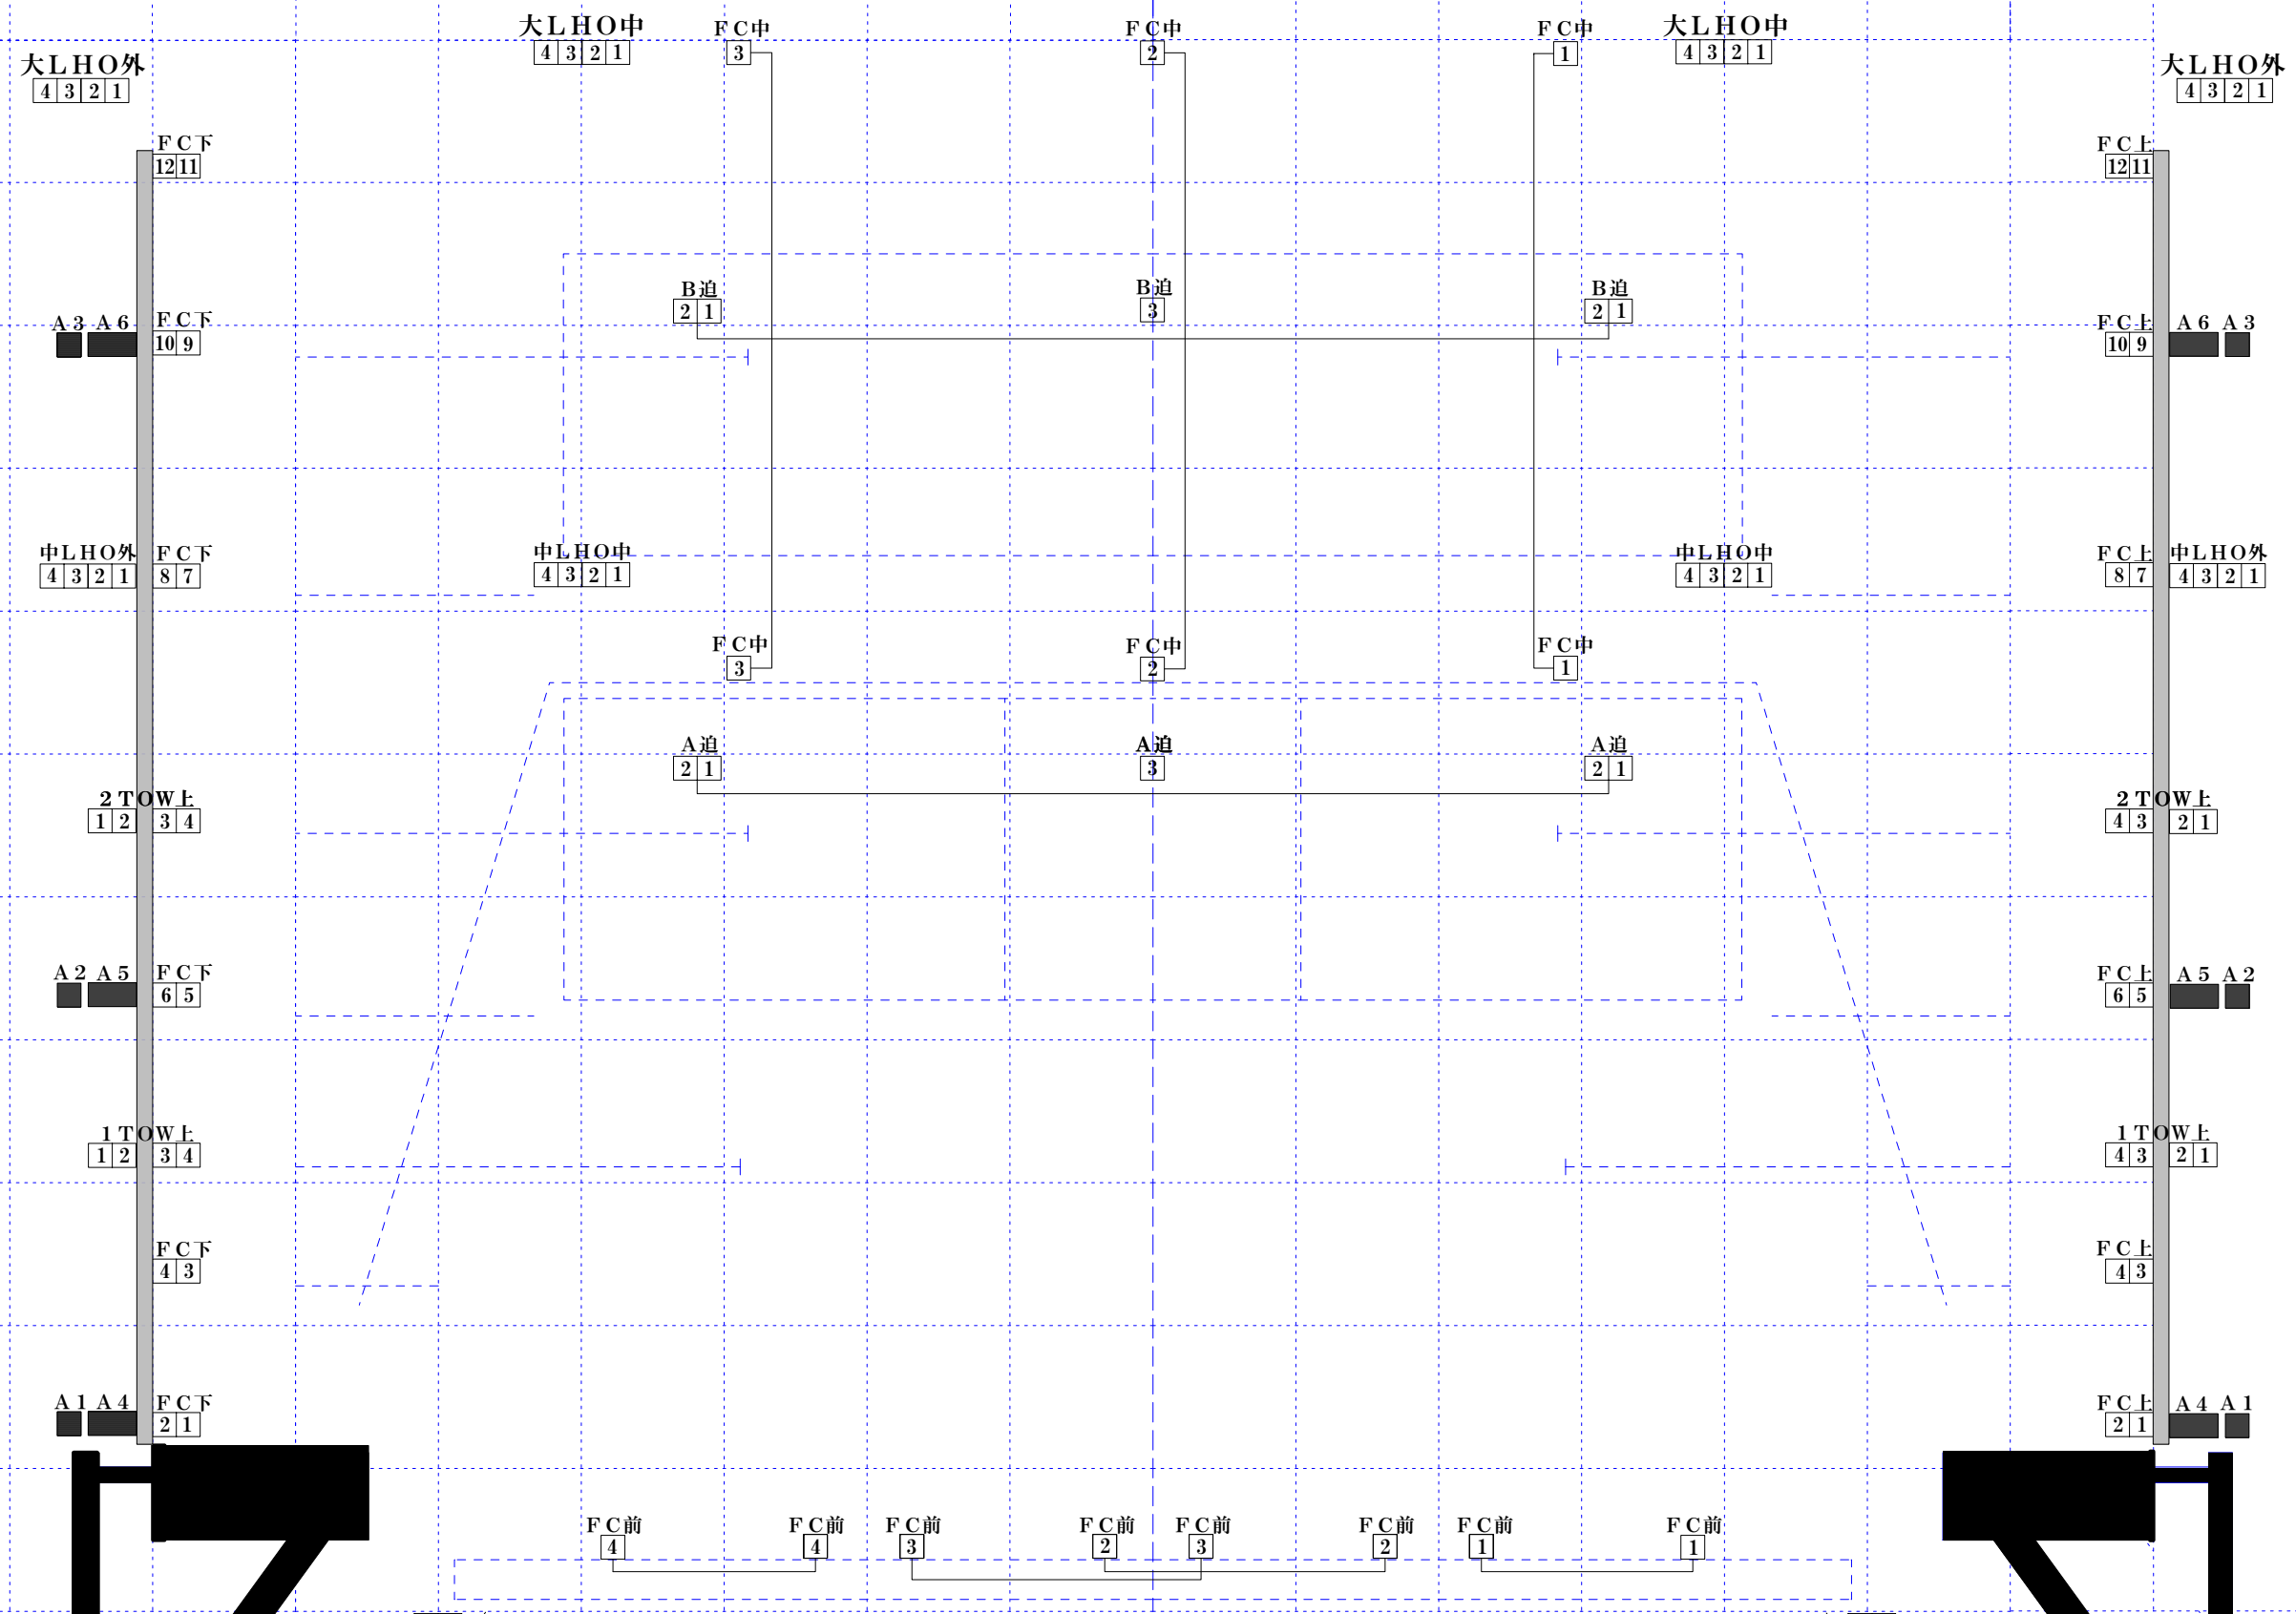 大LHO中 FC中 FC中 FC中 大LHO中
4 3 2 1 3 2 1 4 3 2 1
大LHO外 大LHO外
4 3 2 1 4 3 2 1
FC下 FC上
12 11 12 11
B迫 B迫 B迫
2 1 3 2 1
A3 A6 FC下 FC上 A6 A3
10 9 10 9
中LHO外 FC下 中LHO中 中LHO中 FC上 中LHO外
4 3 2 1 8 7 4 3 2 1 4 3 2 1 8 7 4 3 2 1
FC中 FC中 FC中
3 2 1
A迫 A迫 A迫
2 1 3 2 1
2TOW上 2TOW上
1 2 3 4 4 3 2 1
A2 A5 FC下 FC上 A5 A2
6 5 6 5
1TOW上 1TOW上
1 2 3 4 4 3 2 1
FC下 FC上
4 3 4 3
A1 A4 FC下 FC上 A4 A1
2 1 2 1
FC前 FC前 FC前 FC前 FC前 FC前 FC前 FC前
4 4 3 2 3 2 1 1